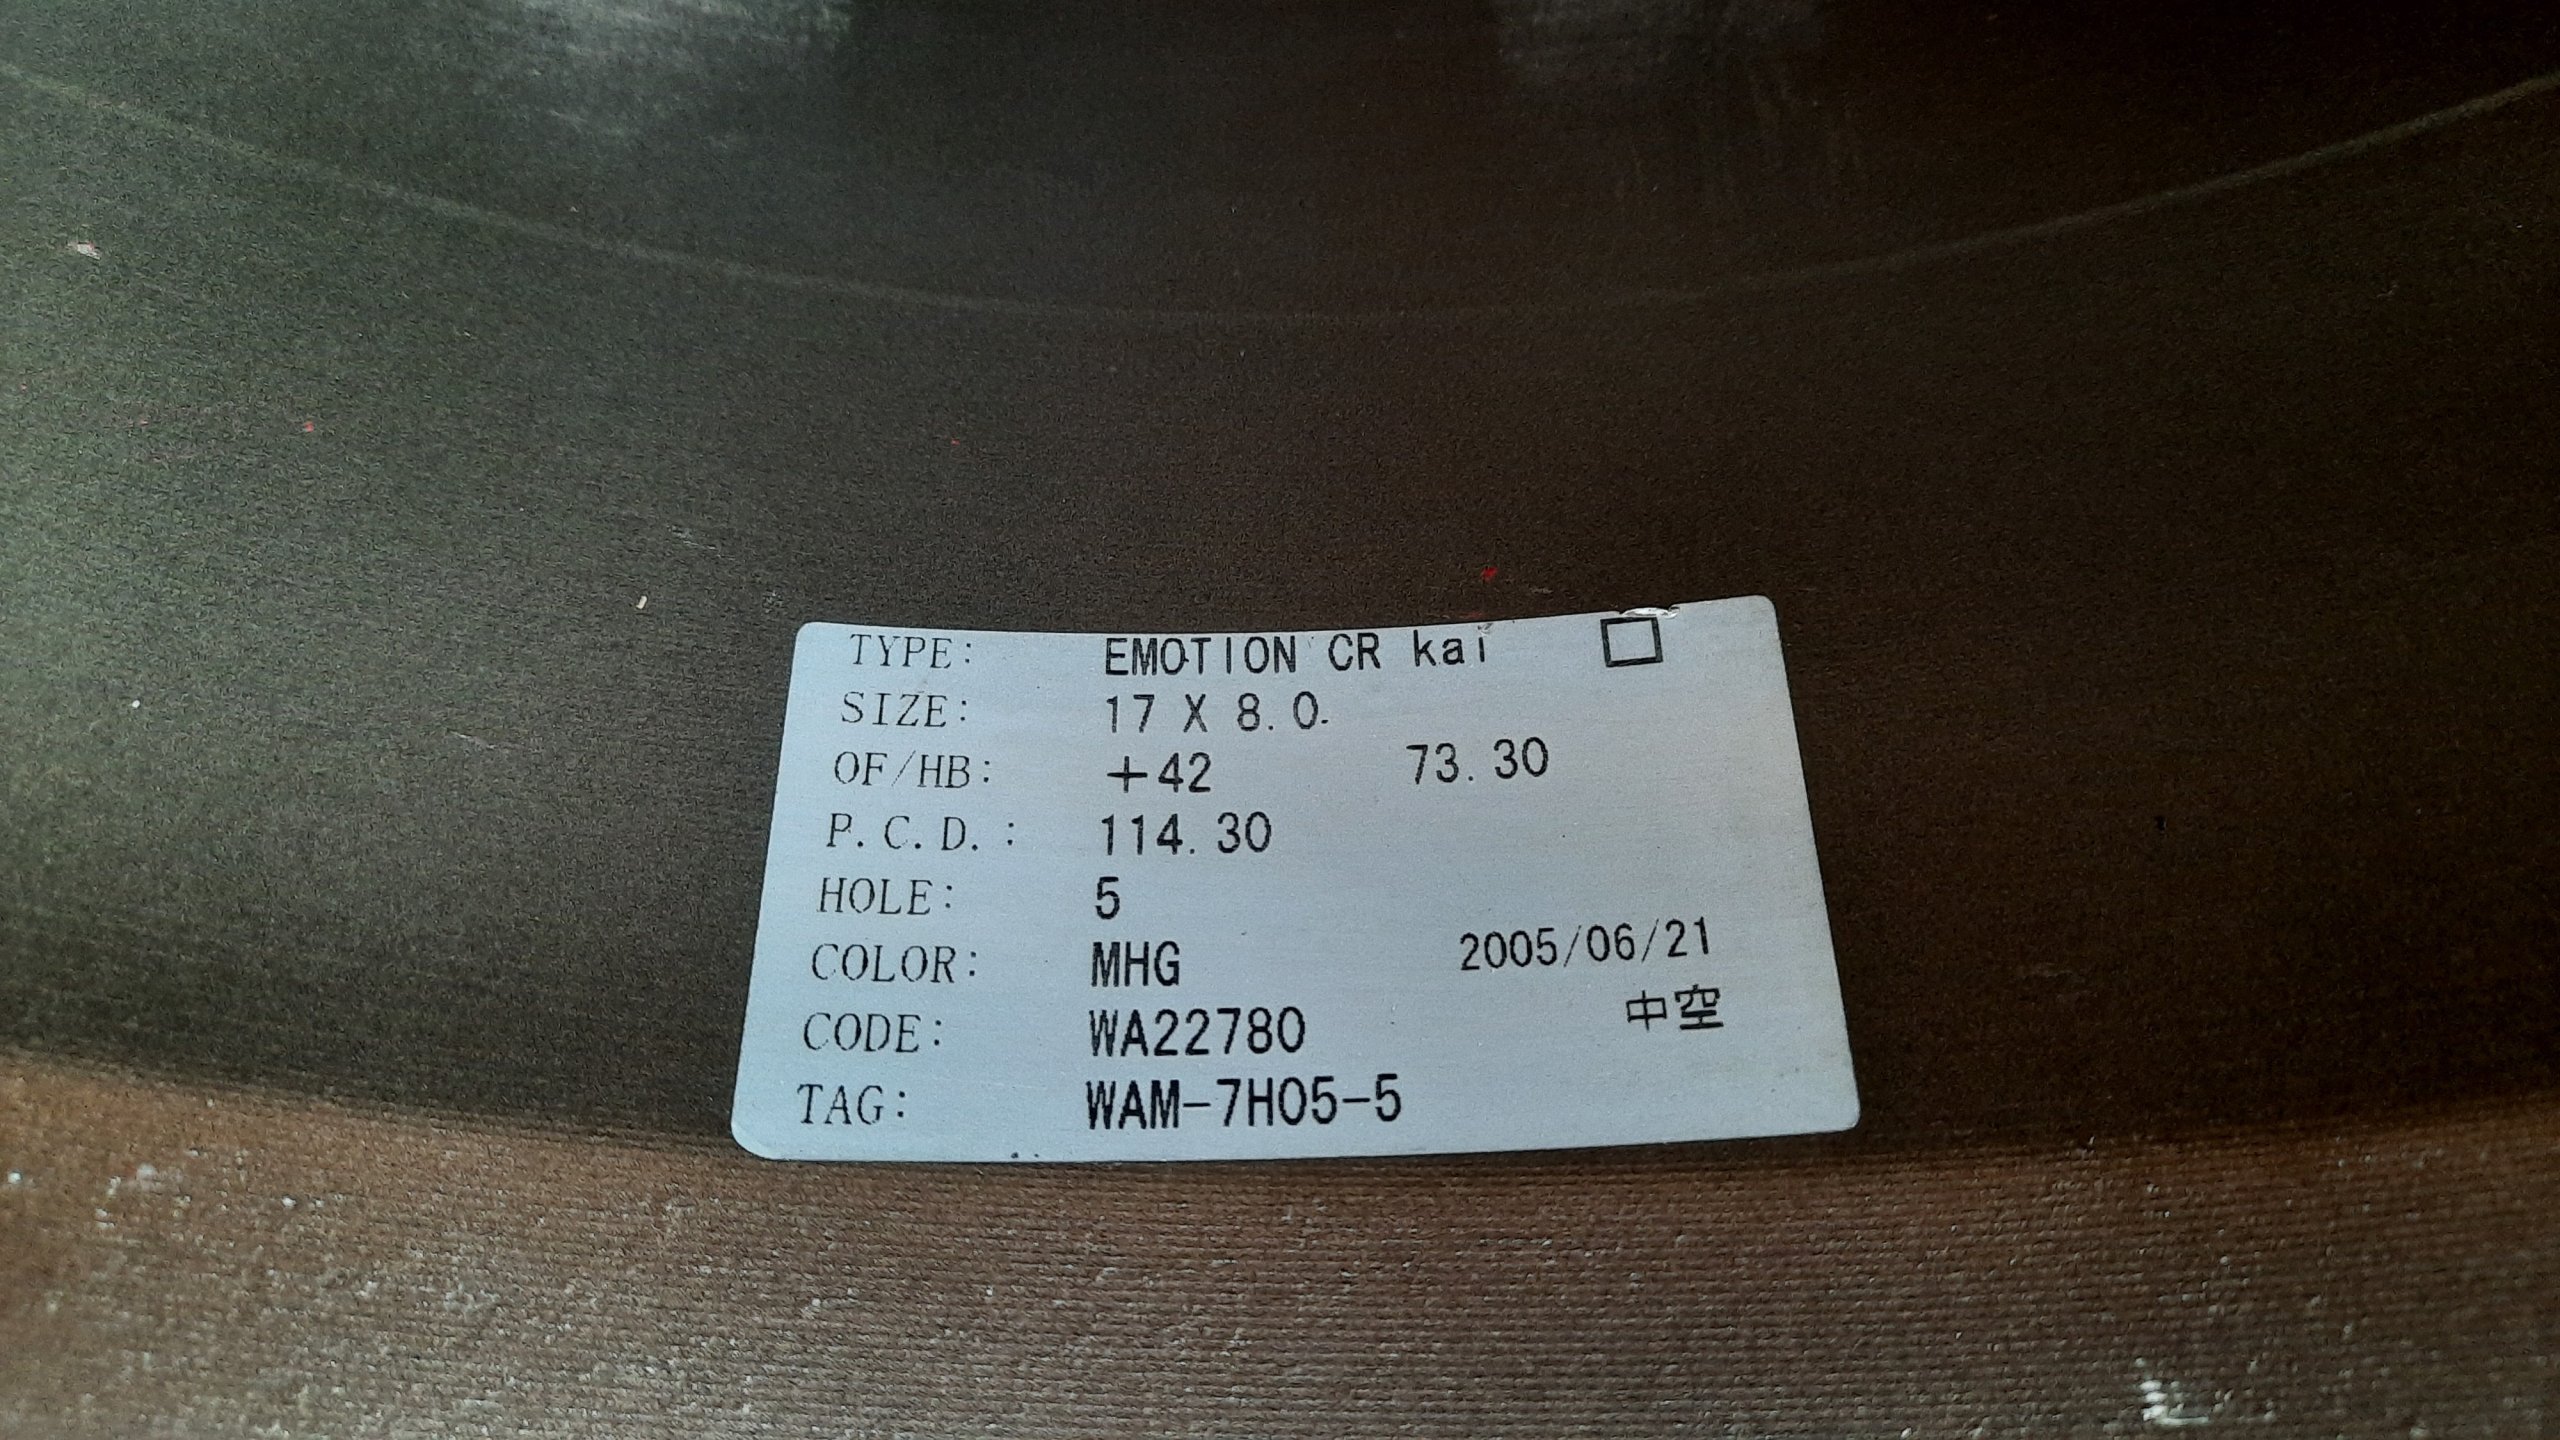 TYPE: EMOTION CR kai □
SIZE: 17 X 8.0.
OF/HB: +42 73.30
P.C.D.: 114.30
HOLE: 5
COLOR: MHG 2005/06/21
CODE: WA22780 中空
TAG: WAM-7H05-5